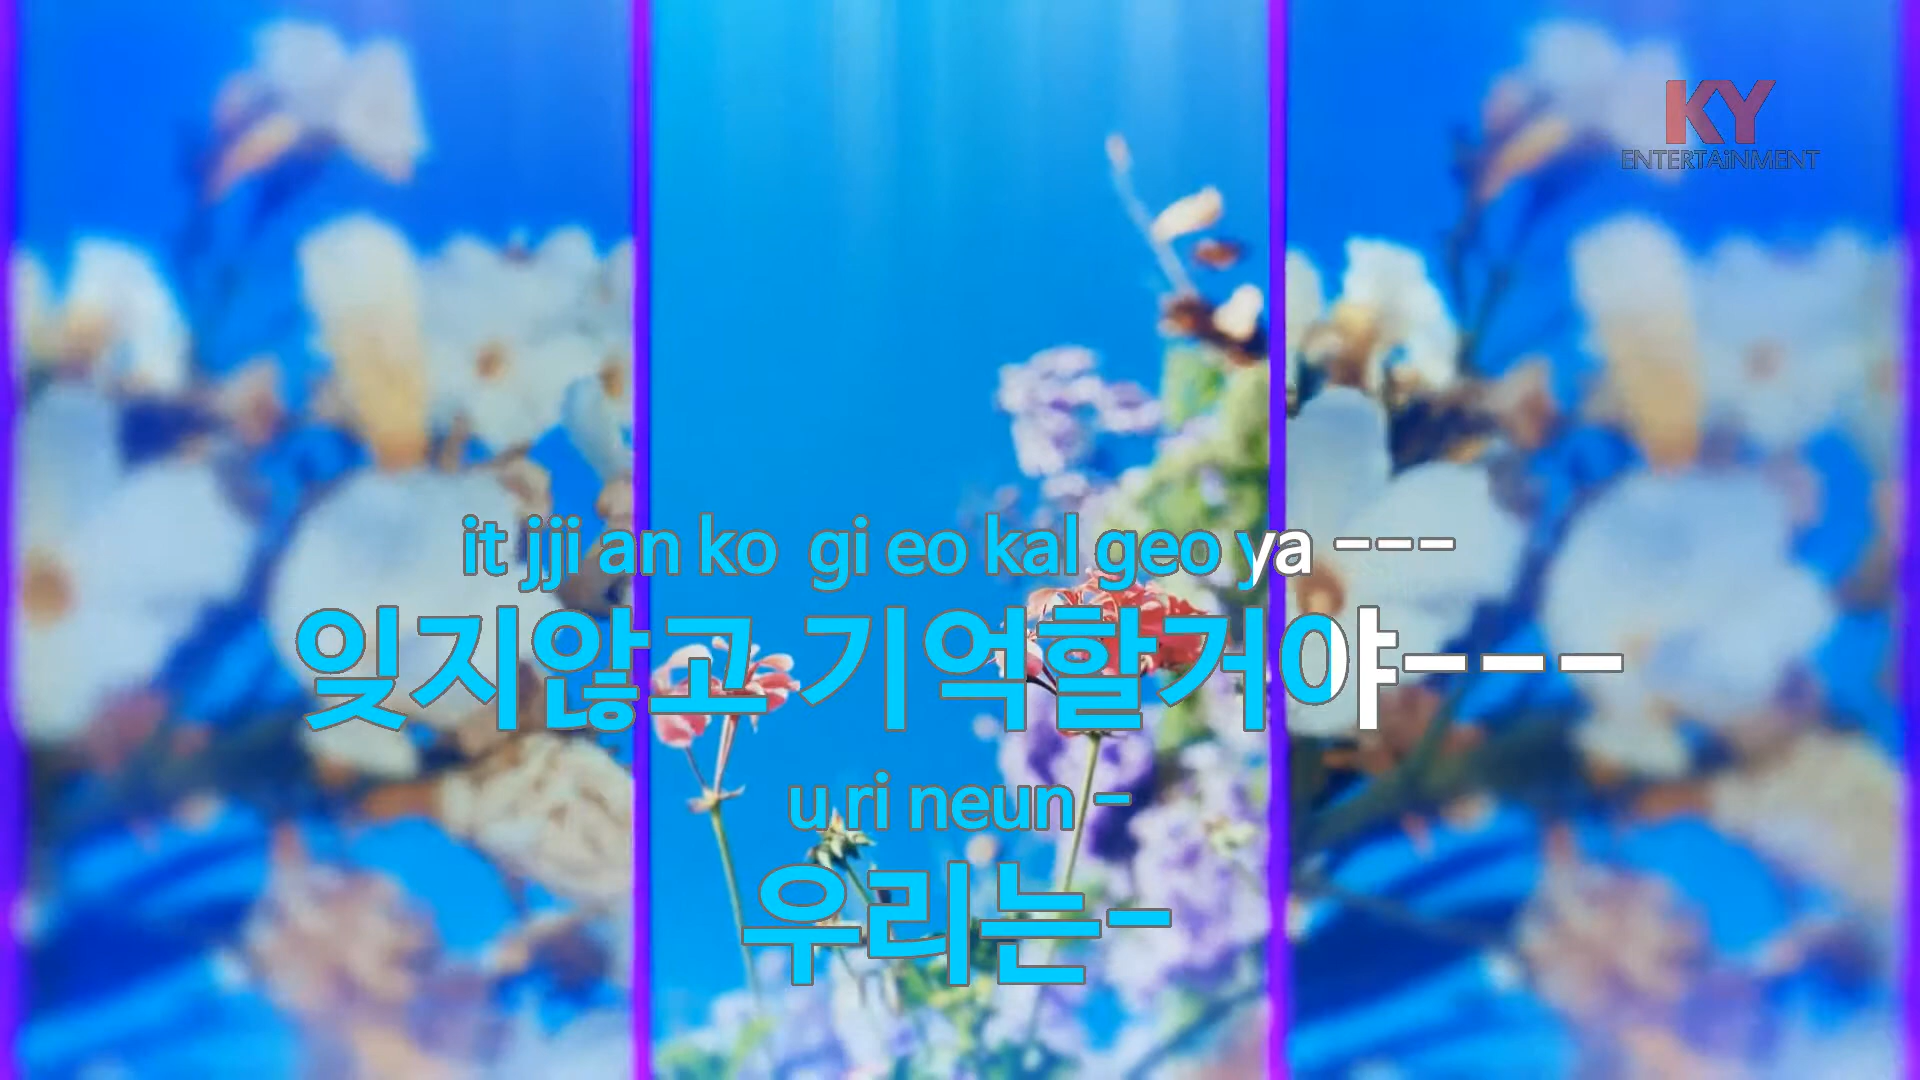 KY
ENTERTAiNMENT
it jji an ko gi eo kal geo ya ---
잊지않고 기억할거야---
u ri neun -
우리는-